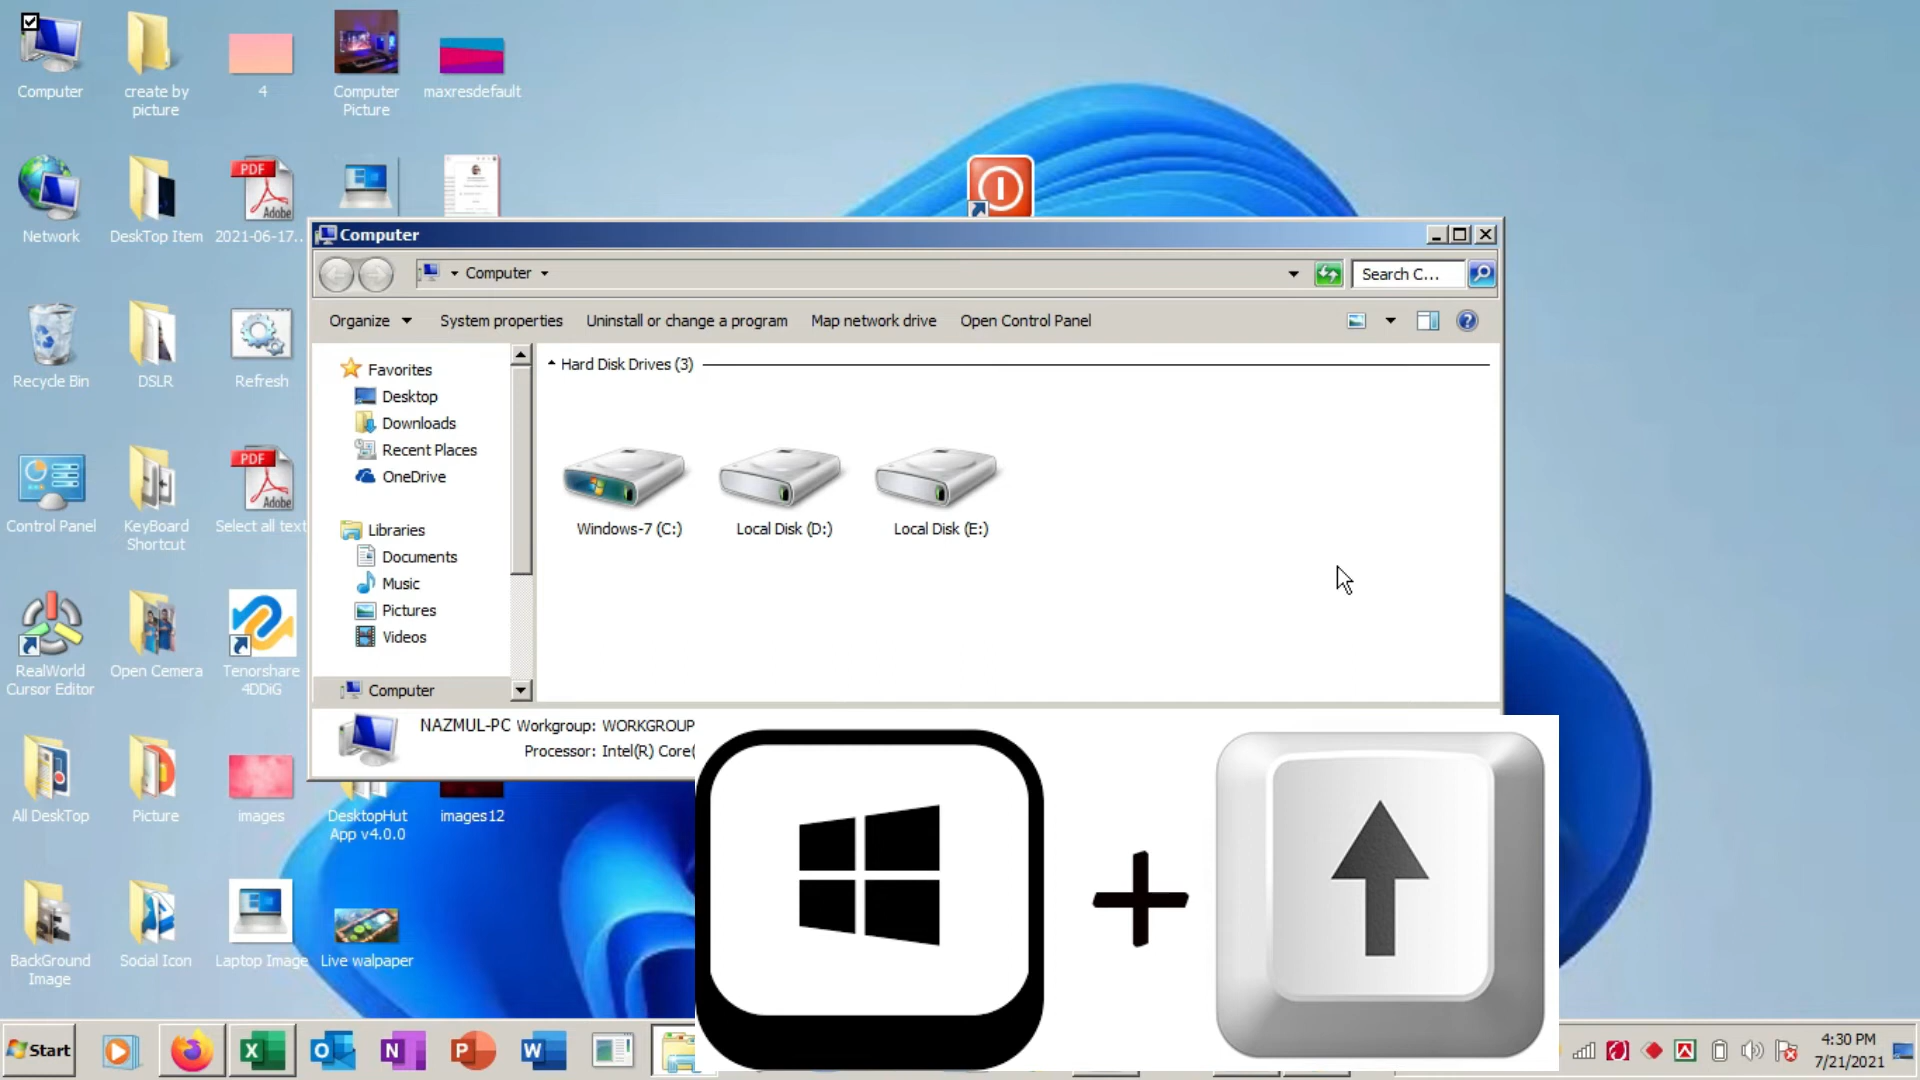 Computer
create by
picture
4
Computer
Picture
maxresdefault
Network
DeskTop Item
PDF
Adobe
2021-06-17...
Recycle Bin
DSLR
Refresh
Control Panel
KeyBoard
Shortcut
PDF
Adobe
Select all text
RealWorld
Cursor Editor
Open Cemera
Tenorshare
4DDiG
All DeskTop
Picture
images
DesktopHut
App v4.0.0
images12
BackGround
Image
Social Icon
Laptop Image
Live walpaper
Computer
Computer
Search C...
Organize
System properties
Uninstall or change a program
Map network drive
Open Control Panel
Favorites
Desktop
Downloads
Recent Places
OneDrive
Libraries
Documents
Music
Pictures
Videos
Computer
Hard Disk Drives (3)
Windows-7 (C:)
Local Disk (D:)
Local Disk (E:)
NAZMUL-PC Workgroup: WORKGROUP
Processor: Intel(R) Core(
+
Start
4:30 PM
7/21/2021